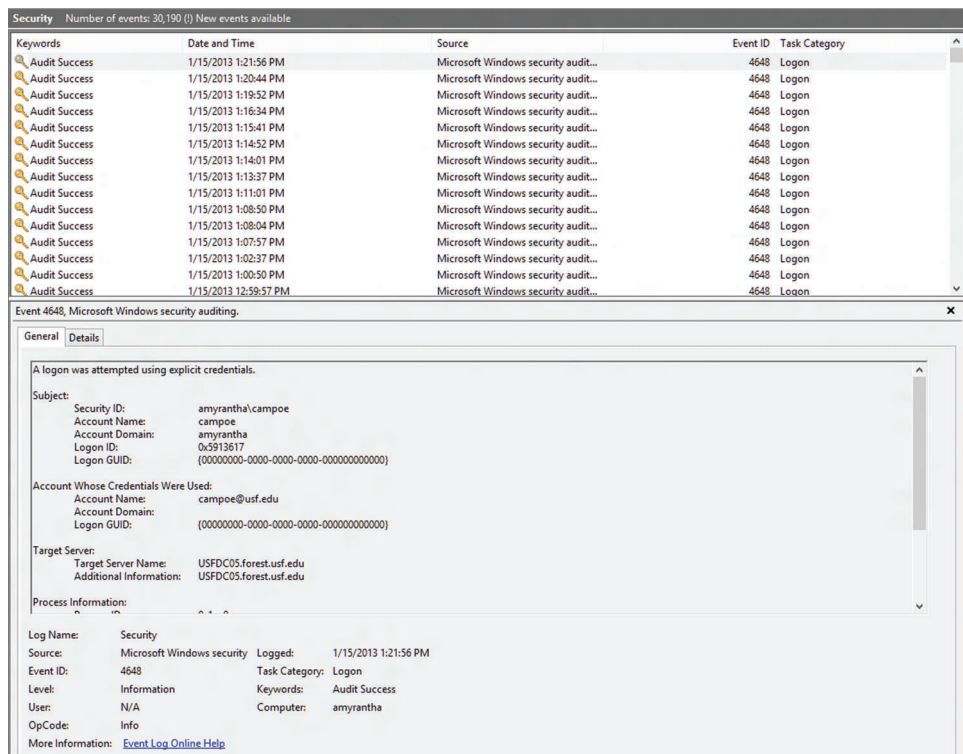 Security Number of events: 30,190 (!) New events available
Keywords Date and Time Source Event ID Task Category
Audit Success 1/15/2013 1:21:56 PM Microsoft Windows security audit... 4648 Logon
Audit Success 1/15/2013 1:20:44 PM Microsoft Windows security audit... 4648 Logon
Audit Success 1/15/2013 1:19:52 PM Microsoft Windows security audit... 4648 Logon
Audit Success 1/15/2013 1:16:34 PM Microsoft Windows security audit... 4648 Logon
Audit Success 1/15/2013 1:15:41 PM Microsoft Windows security audit... 4648 Logon
Audit Success 1/15/2013 1:14:52 PM Microsoft Windows security audit... 4648 Logon
Audit Success 1/15/2013 1:14:01 PM Microsoft Windows security audit... 4648 Logon
Audit Success 1/15/2013 1:13:37 PM Microsoft Windows security audit... 4648 Logon
Audit Success 1/15/2013 1:11:01 PM Microsoft Windows security audit... 4648 Logon
Audit Success 1/15/2013 1:08:50 PM Microsoft Windows security audit... 4648 Logon
Audit Success 1/15/2013 1:08:04 PM Microsoft Windows security audit... 4648 Logon
Audit Success 1/15/2013 1:07:57 PM Microsoft Windows security audit... 4648 Logon
Audit Success 1/15/2013 1:02:37 PM Microsoft Windows security audit... 4648 Logon
Audit Success 1/15/2013 1:00:50 PM Microsoft Windows security audit... 4648 Logon
Audit Success 1/15/2013 12:59:57 PM Microsoft Windows security audit... 4648 Logon
Event 4648, Microsoft Windows security auditing.
General Details
A logon was attempted using explicit credentials.
Subject:
Security ID: amyrantha\campoe
Account Name: campoe
Account Domain: amyrantha
Logon ID: 0x5913617
Logon GUID: {00000000-0000-0000-0000-000000000000}
Account Whose Credentials Were Used:
Account Name: campoe@usf.edu
Account Domain:
Logon GUID: {00000000-0000-0000-0000-000000000000}
Target Server:
Target Server Name: USFDC05.forest.usf.edu
Additional Information: USFDC05.forest.usf.edu
Process Information:
Log Name: Security
Source: Microsoft Windows security Logged: 1/15/2013 1:21:56 PM
Event ID: 4648 Task Category: Logon
Level: Information Keywords: Audit Success
User: N/A Computer: amyrantha
OpCode: Info
More Information: Event Log Online Help